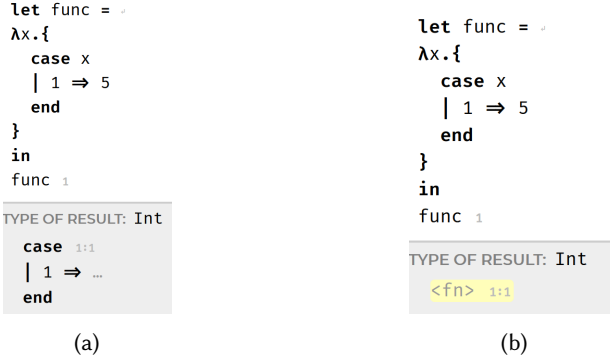 let func = ↲
λx.{
case x
| 1 ⇒ 5
end
}
in
func 1
TYPE OF RESULT: Int
case 1:1
| 1 ⇒ …
end
(a)
let func = ↲
λx.{
case x
| 1 ⇒ 5
end
}
in
func 1
TYPE OF RESULT: Int
<fn> 1:1
(b)